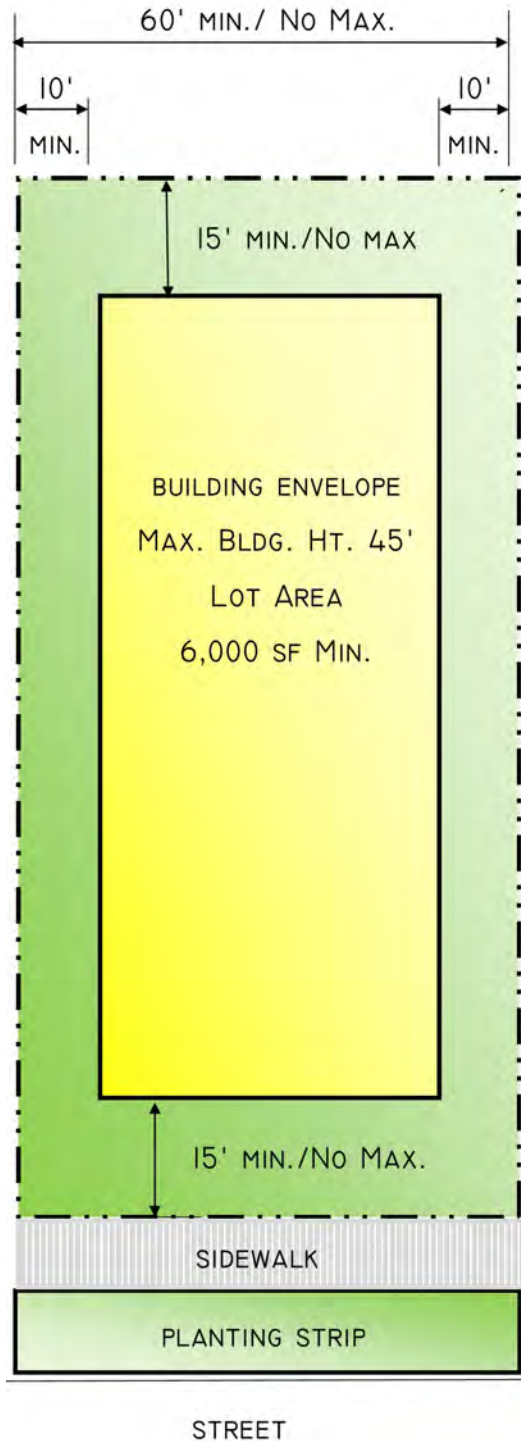 60' MIN./ NO MAX.
10'
MIN.
10'
MIN.
15' MIN./NO MAX
BUILDING ENVELOPE
MAX. BLDG. HT. 45'
LOT AREA
6,000 SF MIN.
15' MIN./NO MAX.
SIDEWALK
PLANTING STRIP
STREET